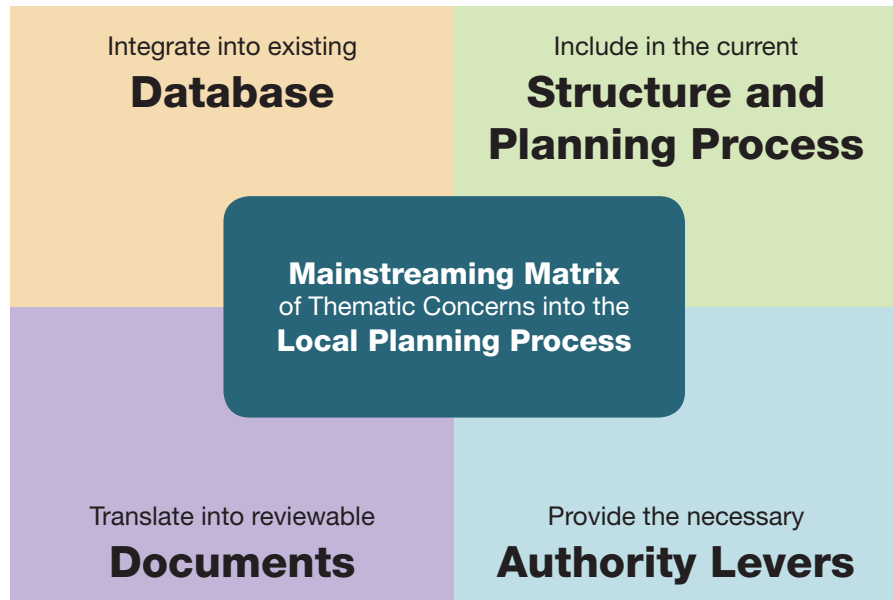 Integrate into existing
Database
Include in the current
Structure and
Planning Process
Mainstreaming Matrix
of Thematic Concerns into the
Local Planning Process
Translate into reviewable
Documents
Provide the necessary
Authority Levers